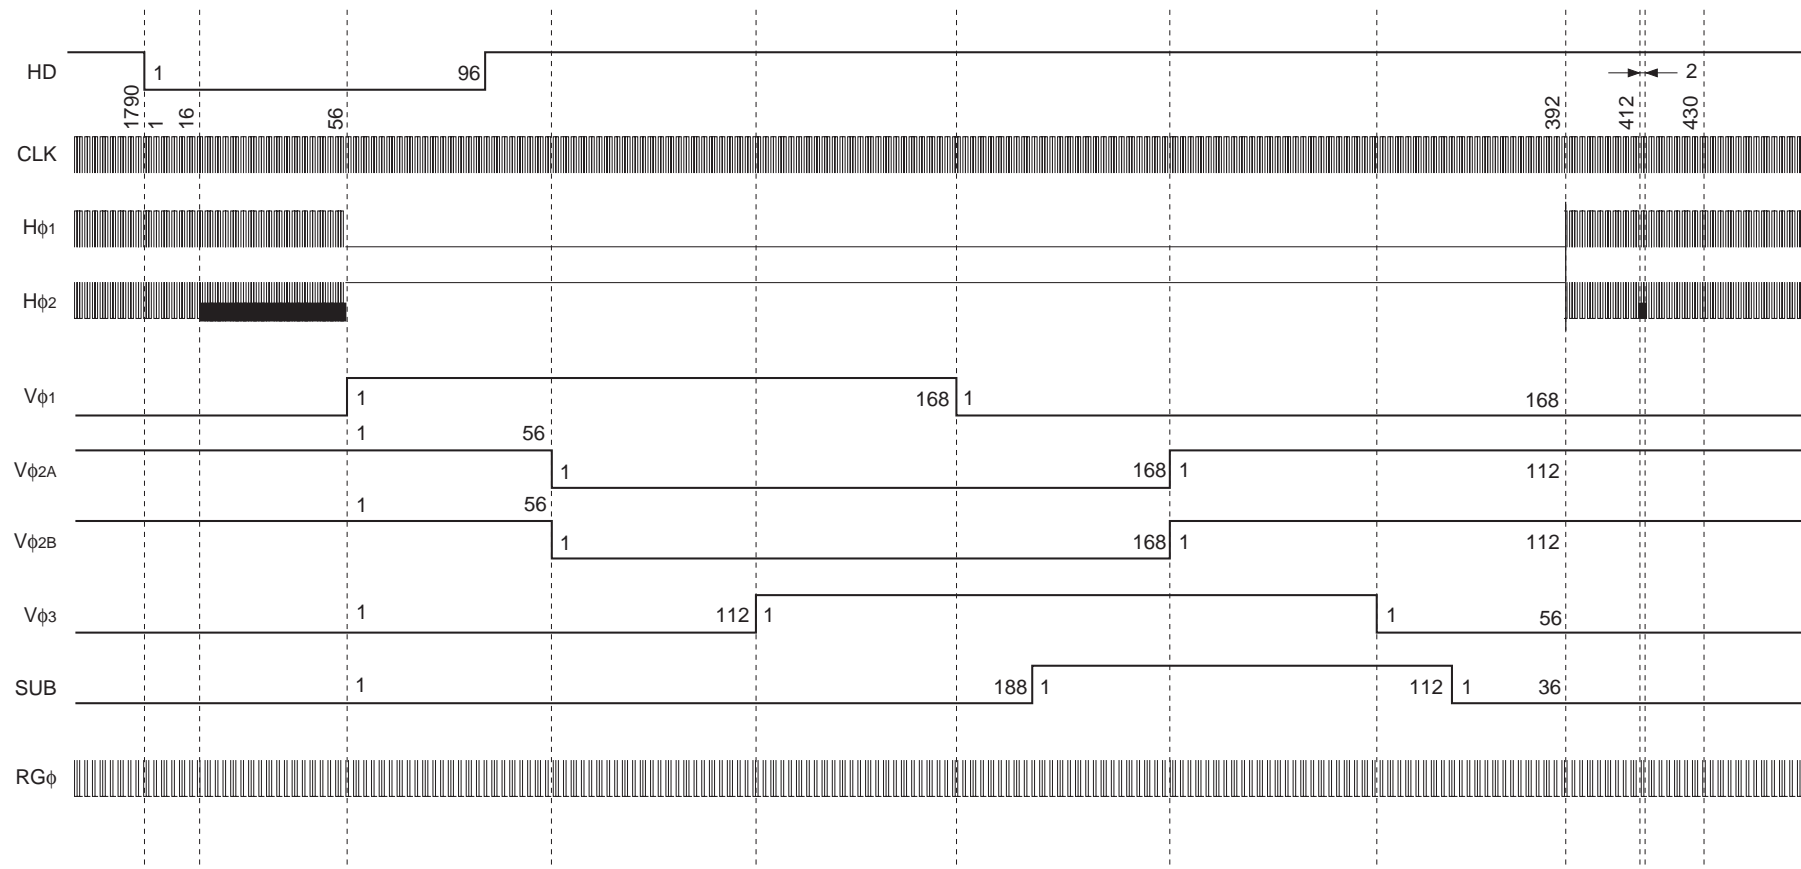 HD 1 96 2
1790 1 16 56 392 412 430
CLK
Hϕ1
Hϕ2
Vϕ1 1 168 1 168
1 56
Vϕ2A 1 168 1 112
1 56
Vϕ2B 1 168 1 112
Vϕ3 1 112 1 1 56
SUB 1 188 1 112 1 36
RGϕ